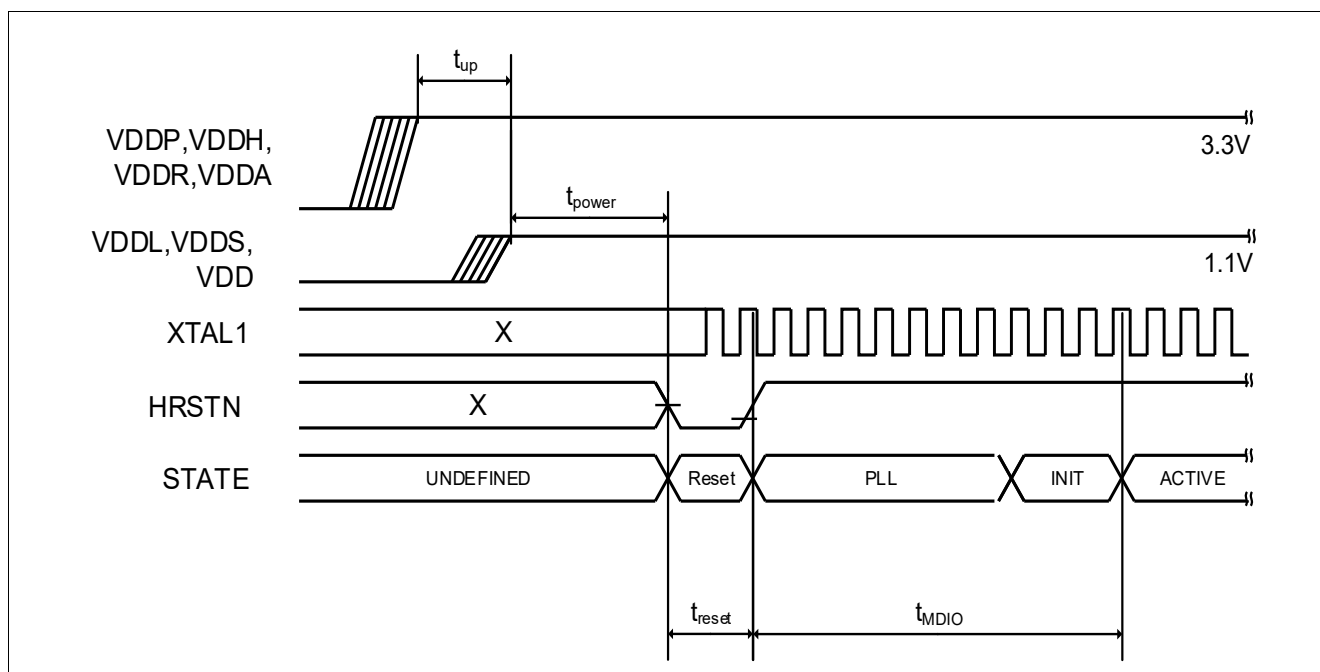 tup
VDDP,VDDH,
VDDR,VDDA
3.3V
tpower
VDDL,VDDS,
VDD
1.1V
XTAL1
X
HRSTN
X
STATE
UNDEFINED
Reset
PLL
INIT
ACTIVE
treset
tMDIO